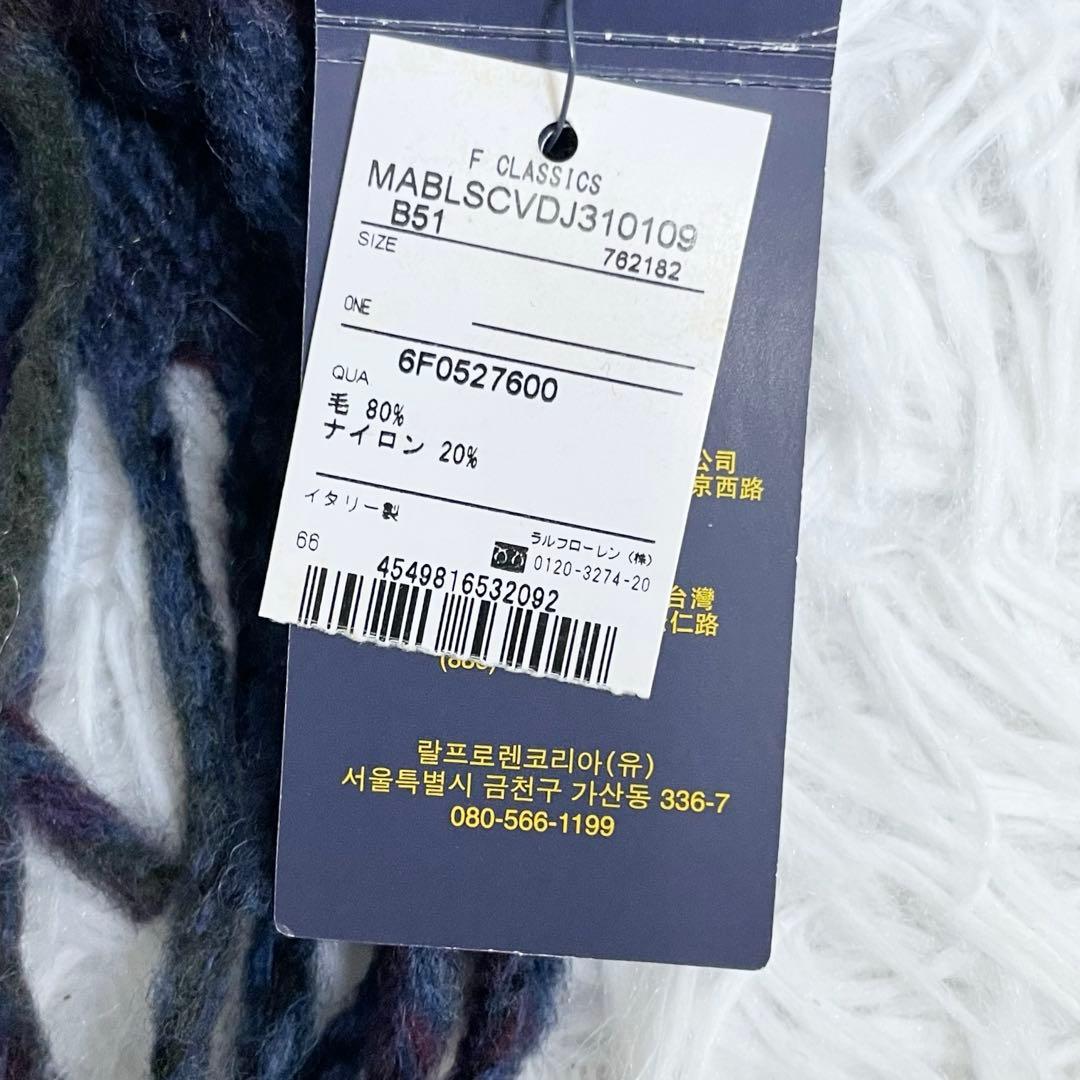 F CLASSICS
MABLSCVDJ310109
B51
762182
SIZE
ONE
6F0527600
QUA
毛 80%
ナイロン 20%
イタリー製
ラルフローレン (株)
66
0120-3274-20
4549816532092
公司
京西路
台灣
仁路
랄프로렌코리아(유)
서울특별시 금천구 가산동 336-7
080-566-1199